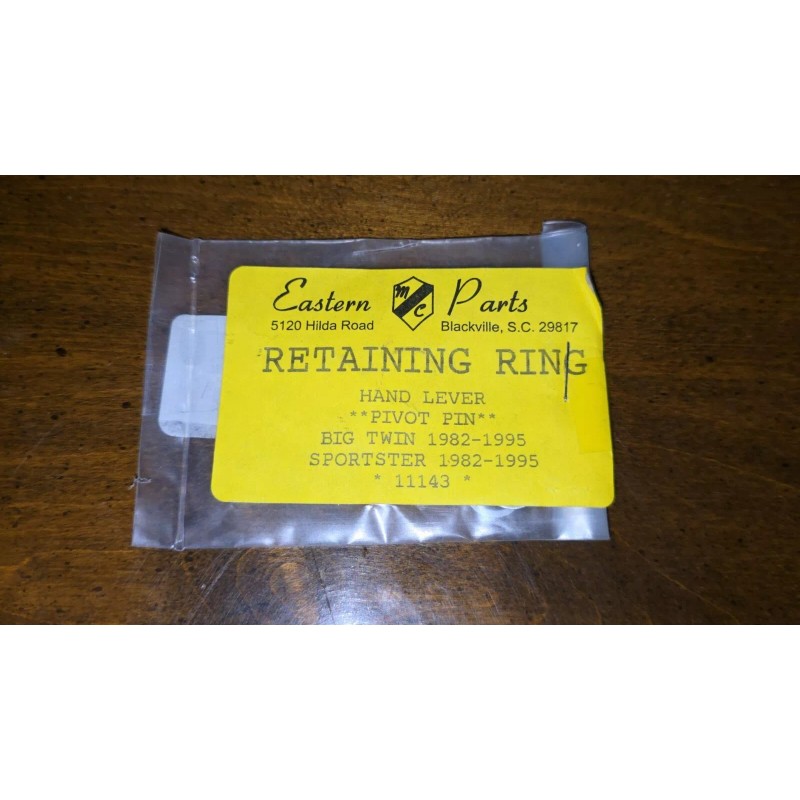 Eastern MC Parts
5120 Hilda Road Blackville, S.C. 29817
RETAINING RING
HAND LEVER
**PIVOT PIN**
BIG TWIN 1982-1995
SPORTSTER 1982-1995
* 11143 *